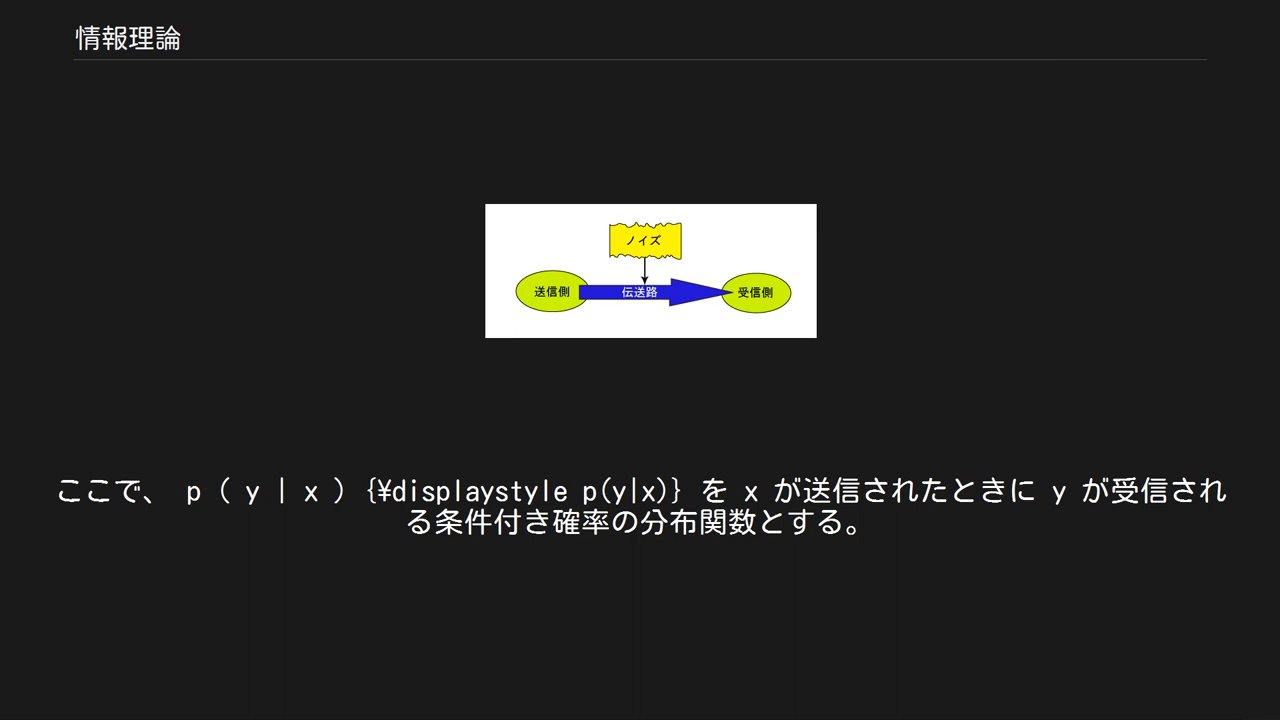 情報理論
ノイズ
送信側 伝送路 受信側
ここで、 p ( y | x ) {¥displaystyle p(y|x)} を x が送信されたときに y が受信され
る条件付き確率の分布関数とする。